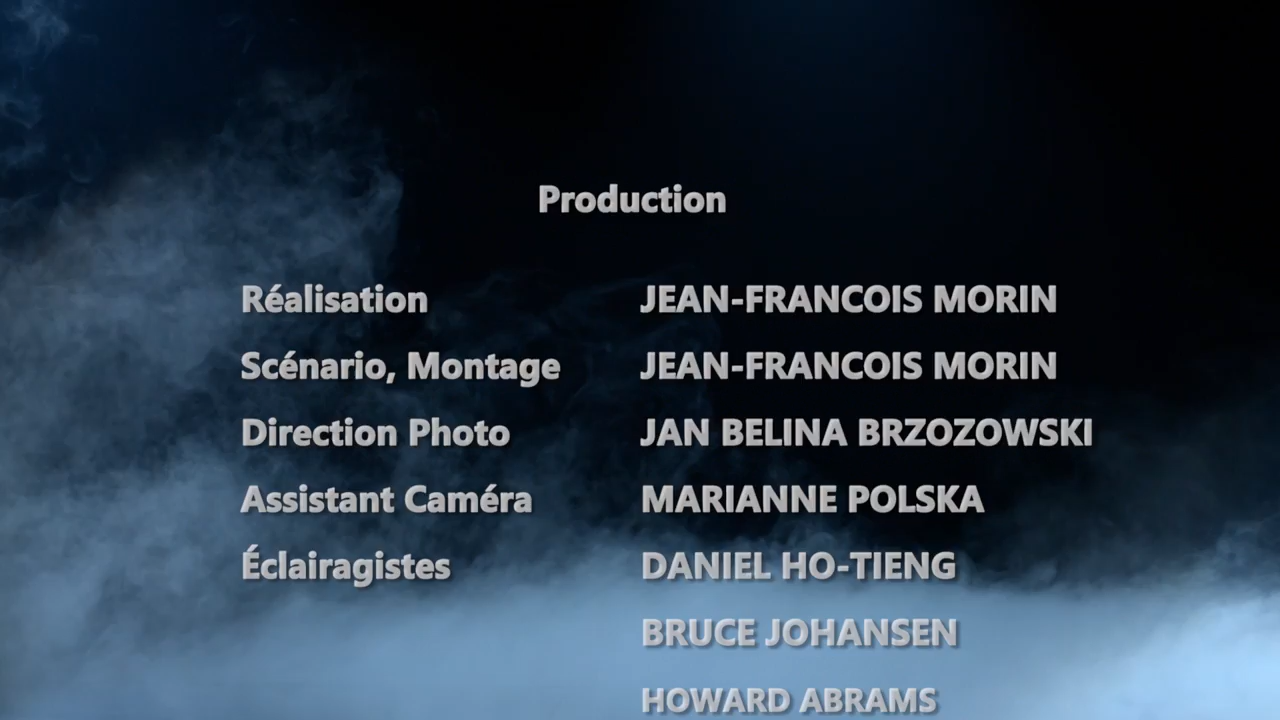 Production
Réalisation JEAN-FRANCOIS MORIN
Scénario, Montage JEAN-FRANCOIS MORIN
Direction Photo JAN BELINA BRZOZOWSKI
Assistant Caméra MARIANNE POLSKA
Éclairagistes DANIEL HO-TIENG
BRUCE JOHANSEN
HOWARD ABRAMS